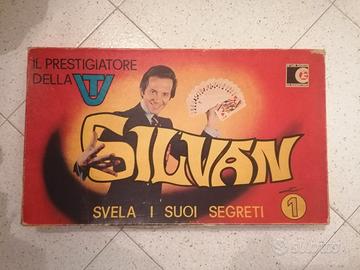 IL PRESTIGIATORE
DELLA TV
SILVAN
SVELA I SUOI SEGRETI
1